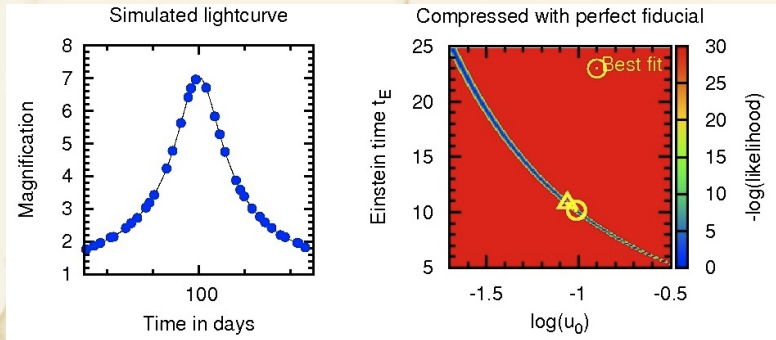 Simulated lightcurve
Magnification
8
7
6
5
4
3
2
1
100
Time in days
Compressed with perfect fiducial
Einstein time t_E
25
20
15
10
5
Best fit
-1.5 -1 -0.5
log(u_0)
30
25
20
15
10
5
0
-log(likelihood)